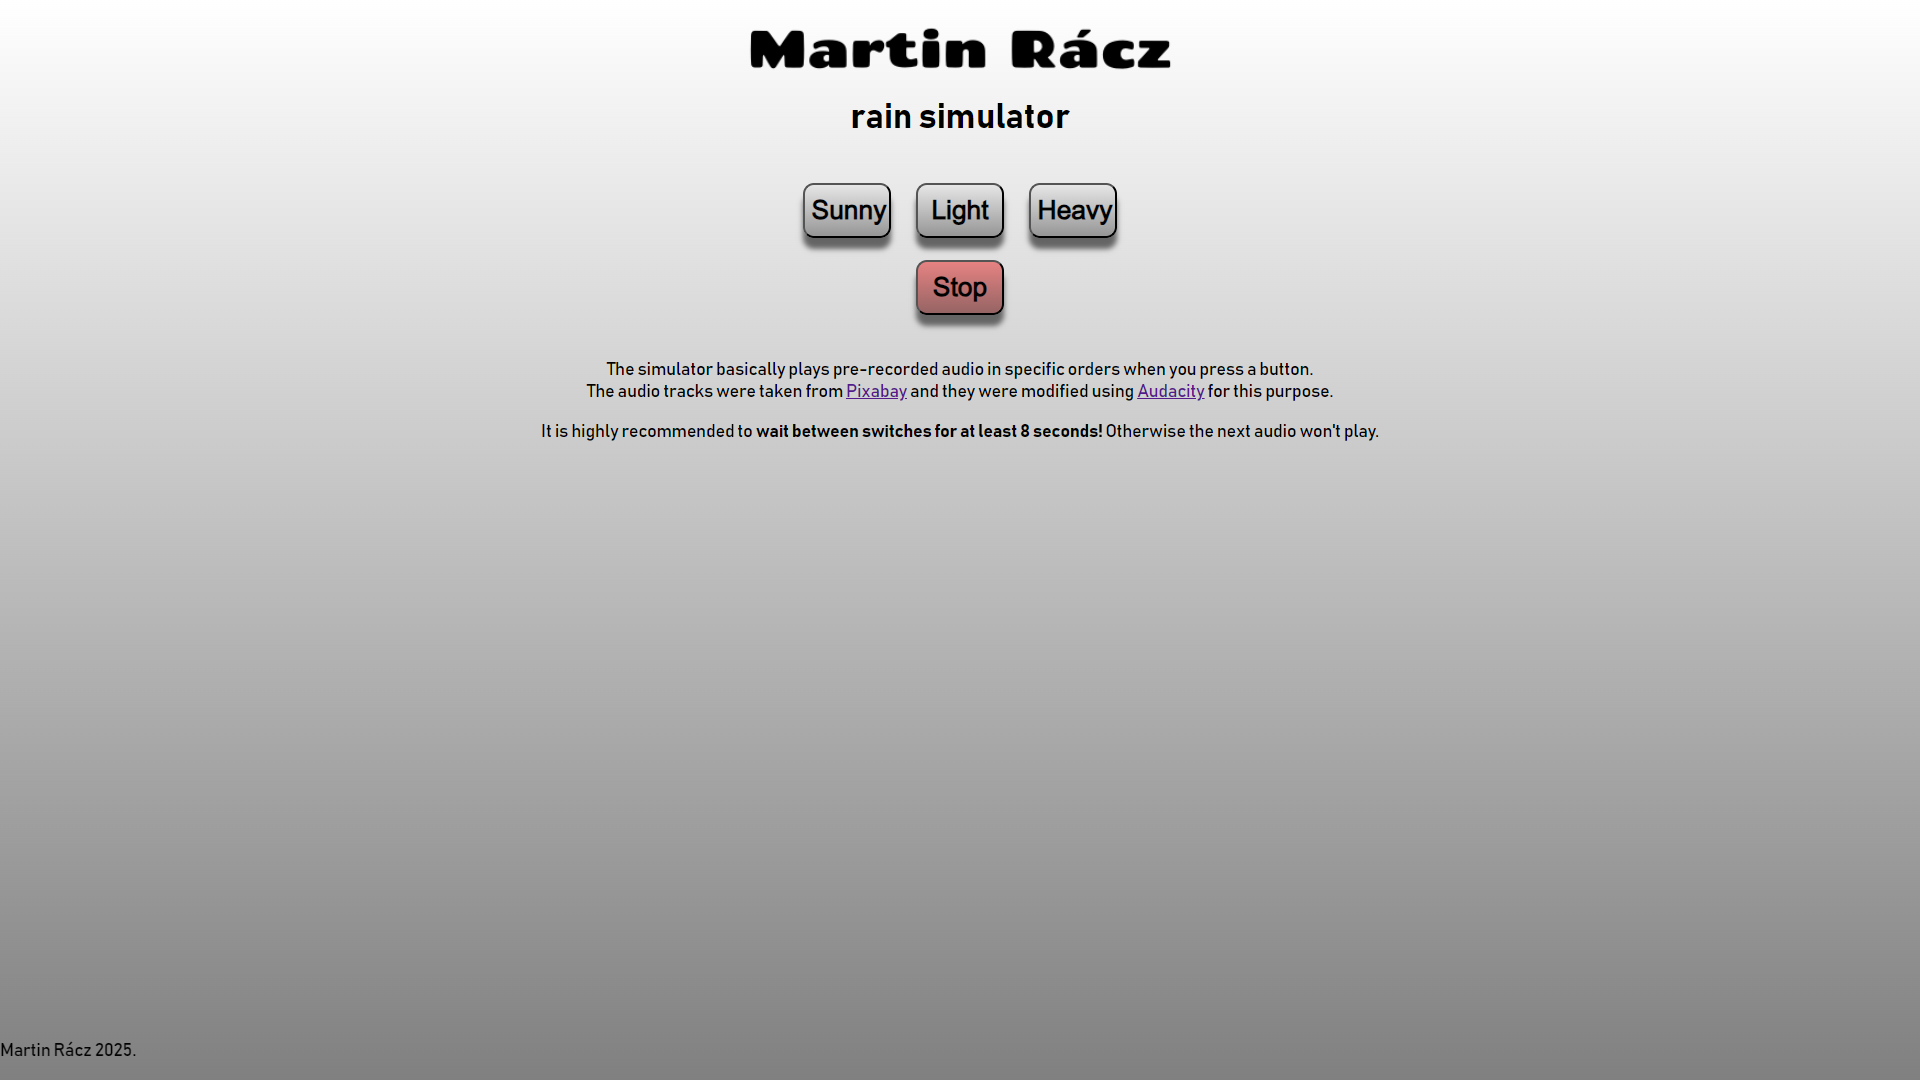 Martin Rácz
rain simulator
Sunny Light Heavy
Stop
The simulator basically plays pre-recorded audio in specific orders when you press a button.
The audio tracks were taken from Pixabay and they were modified using Audacity for this purpose.
It is highly recommended to wait between switches for at least 8 seconds! Otherwise the next audio won't play.
Martin Rácz 2025.